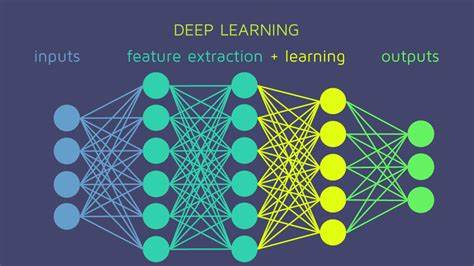 DEEP LEARNING
inputs feature extraction + learning outputs